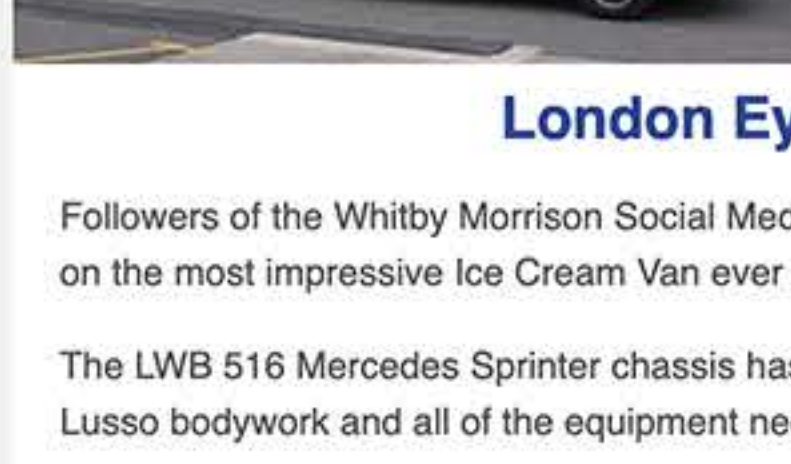 London Ey
Followers of the Whitby Morrison Social Med
on the most impressive Ice Cream Van ever
The LWB 516 Mercedes Sprinter chassis has
Lusso bodywork and all of the equipment ne